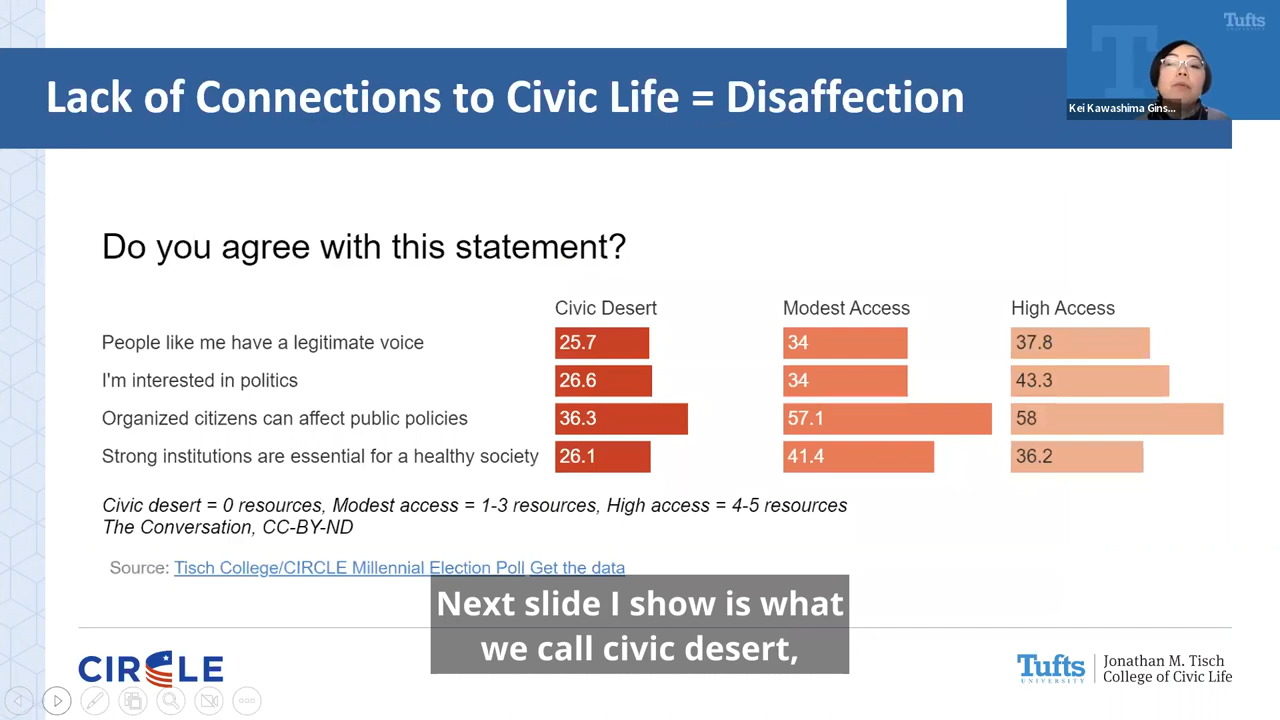 Tufts
UNIVERSITY
T
Kei Kawashima Gins...
Lack of Connections to Civic Life = Disaffection
Do you agree with this statement?
Civic Desert Modest Access High Access
People like me have a legitimate voice 25.7 34 37.8
I'm interested in politics 26.6 34 43.3
Organized citizens can affect public policies 36.3 57.1 58
Strong institutions are essential for a healthy society 26.1 41.4 36.2
Civic desert = 0 resources, Modest access = 1-3 resources, High access = 4-5 resources
The Conversation, CC-BY-ND
Source: Tisch College/CIRCLE Millennial Election Poll Get the data
Next slide I show is what
we call civic desert,
CIRCLE
Tufts
UNIVERSITY
Jonathan M. Tisch
College of Civic Life